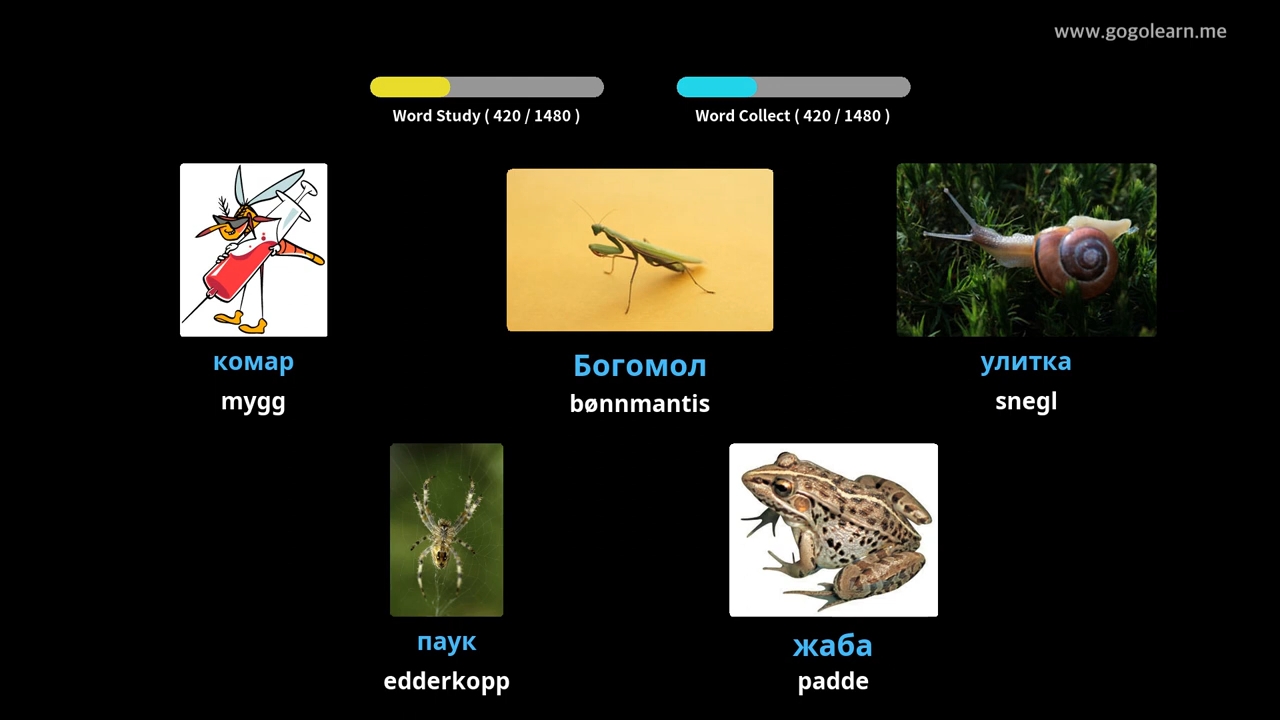 www.gogolearn.me
Word Study ( 420 / 1480 )
Word Collect ( 420 / 1480 )
комар
Богомол
улитка
mygg
bønnmantis
snegl
паук
жаба
edderkopp
padde